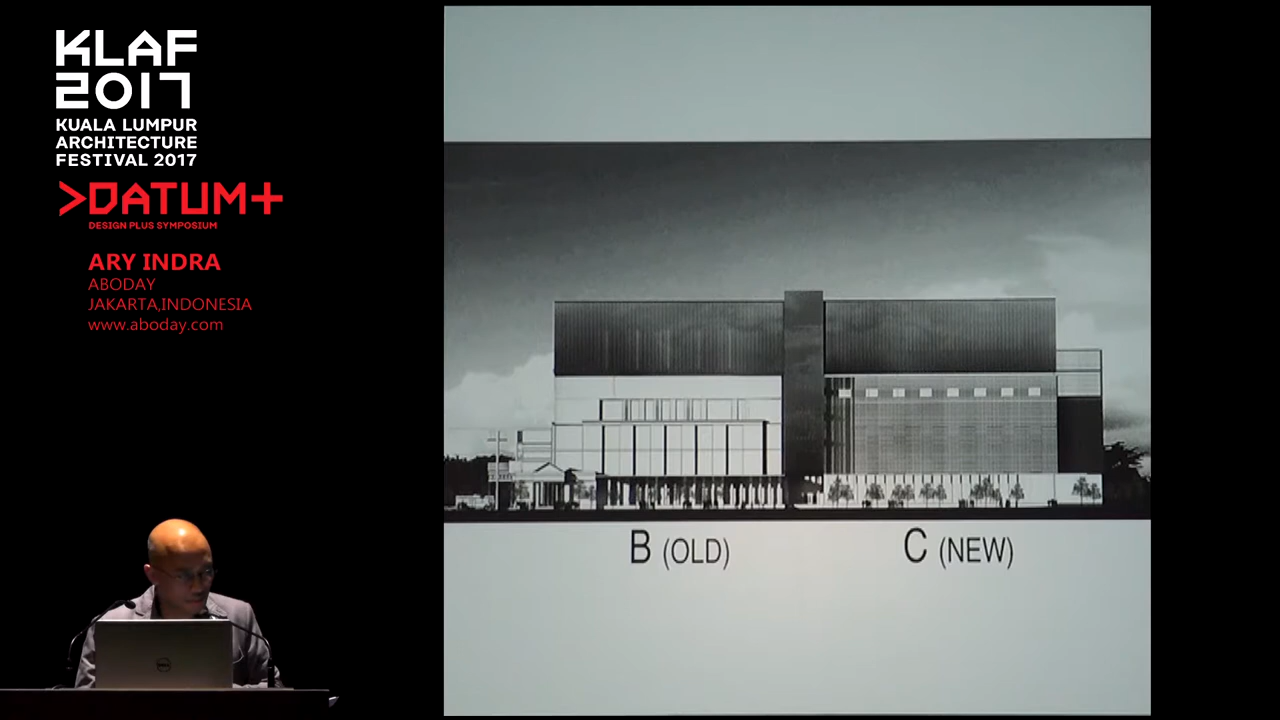 KLAF
2017
KUALA LUMPUR
ARCHITECTURE
FESTIVAL 2017
>DATUM+
DESIGN PLUS SYMPOSIUM
ARY INDRA
ABODAY
JAKARTA,INDONESIA
www.aboday.com
B (OLD)
C (NEW)
DELL